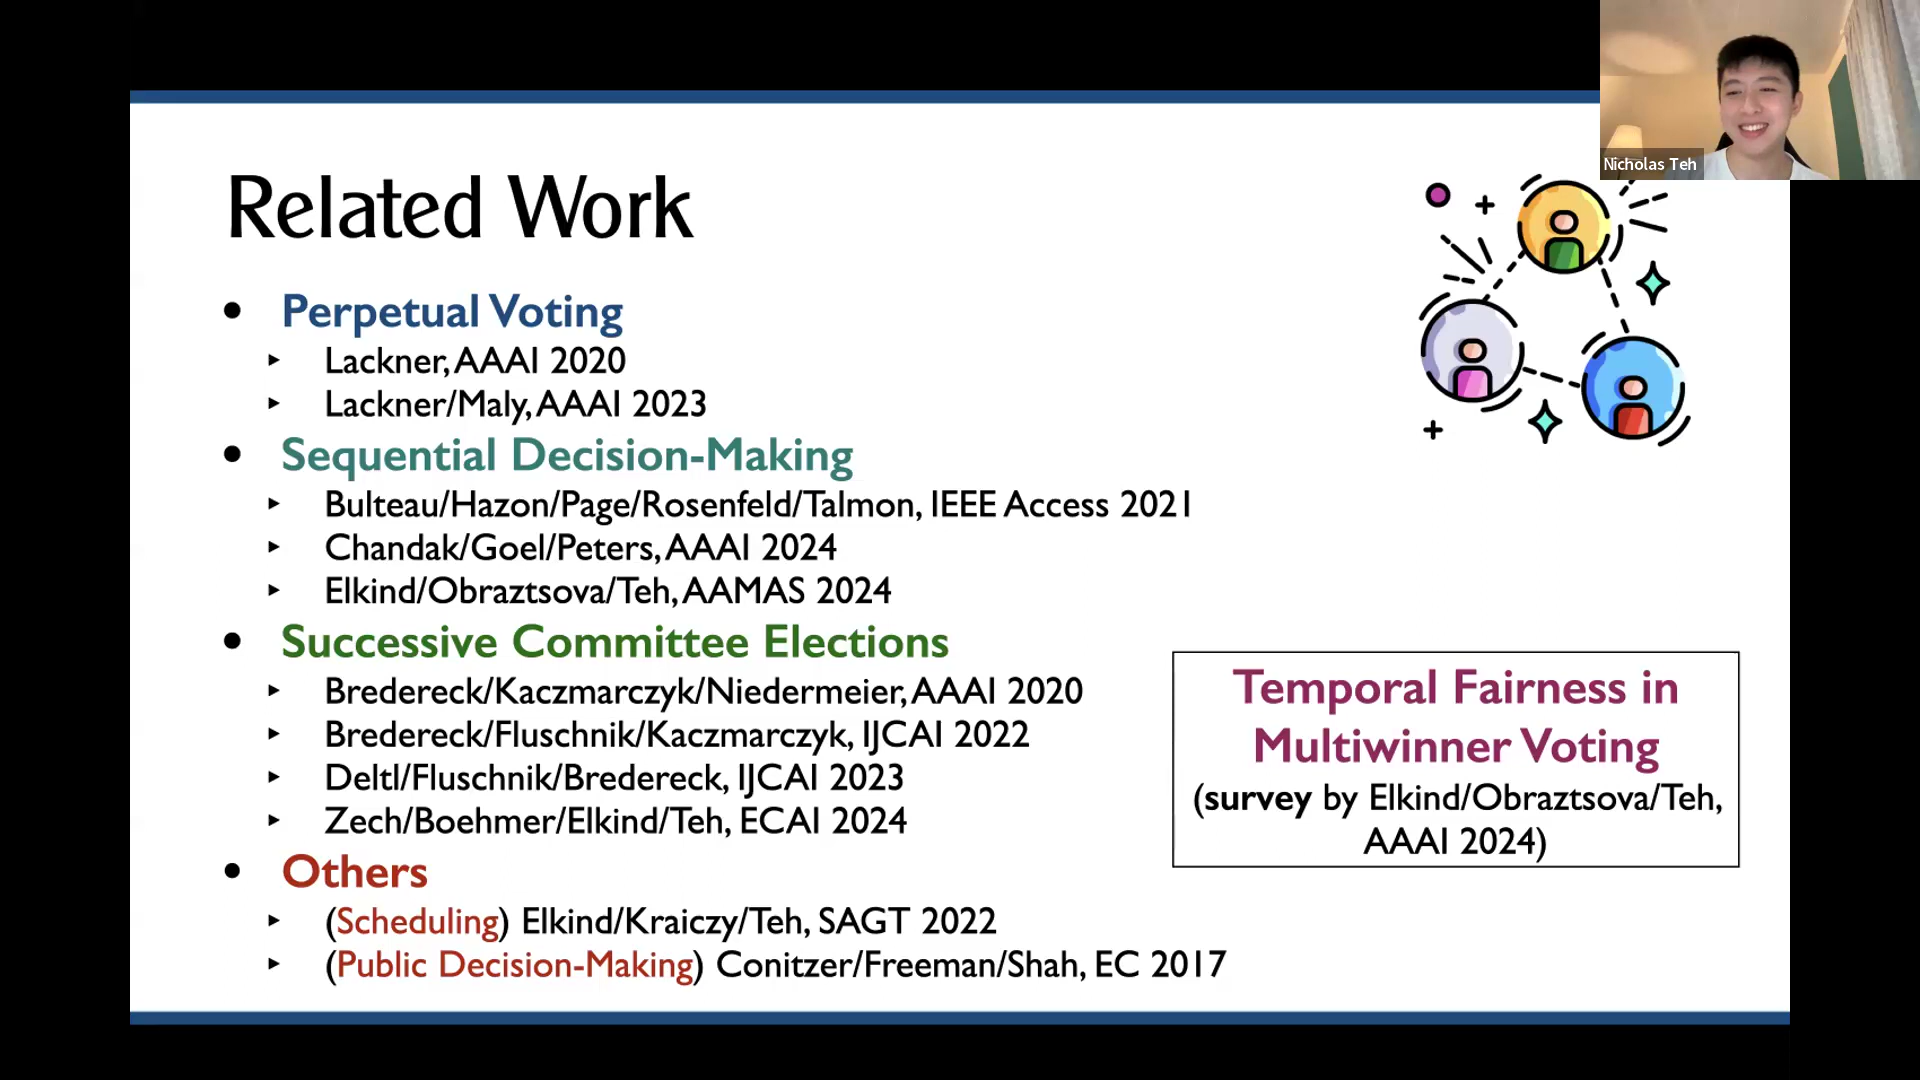 Nicholas Teh
Related Work
Perpetual Voting
Lackner, AAAI 2020
Lackner/Maly, AAAI 2023
Sequential Decision-Making
Bulteau/Hazon/Page/Rosenfeld/Talmon, IEEE Access 2021
Chandak/Goel/Peters, AAAI 2024
Elkind/Obraztsova/Teh, AAMAS 2024
Successive Committee Elections
Bredereck/Kaczmarczyk/Niedermeier, AAAI 2020
Bredereck/Fluschnik/Kaczmarczyk, IJCAI 2022
Deltl/Fluschnik/Bredereck, IJCAI 2023
Zech/Boehmer/Elkind/Teh, ECAI 2024
Others
(Scheduling) Elkind/Kraiczy/Teh, SAGT 2022
(Public Decision-Making) Conitzer/Freeman/Shah, EC 2017
Temporal Fairness in
Multiwinner Voting
(survey by Elkind/Obraztsova/Teh,
AAAI 2024)